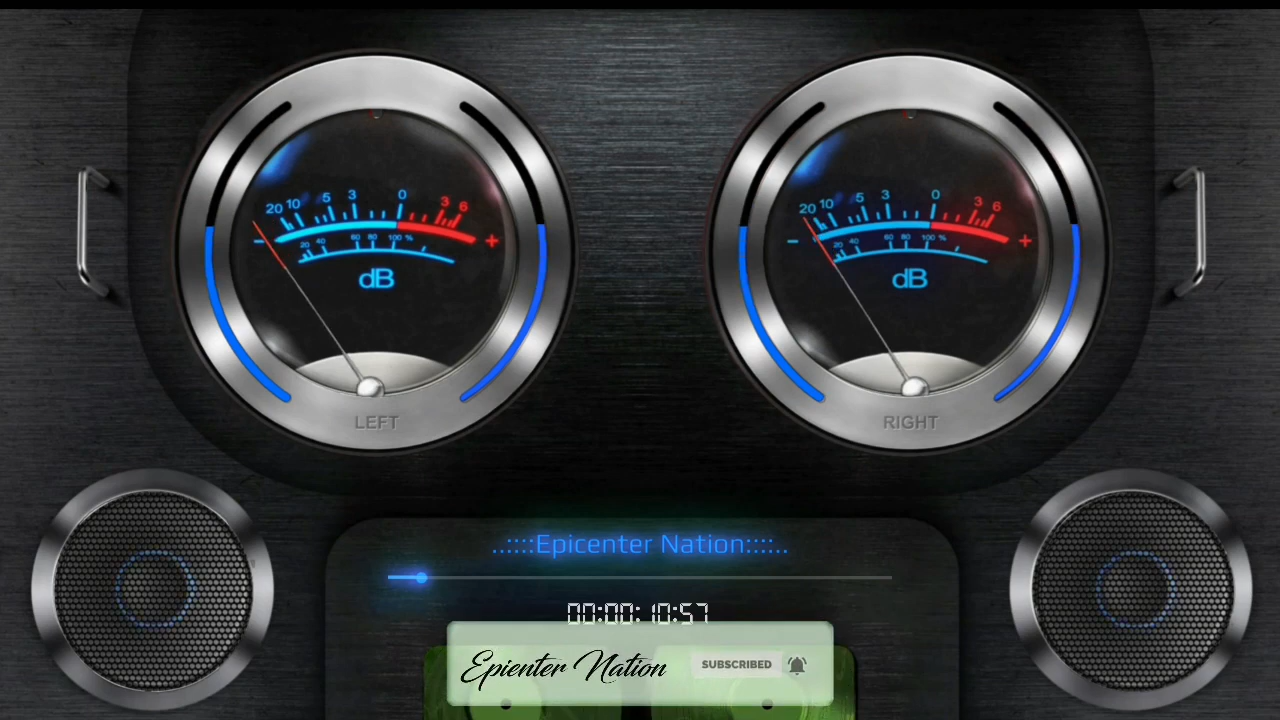 20 10 5 3 0 3 6
- +
20 40 60 80 100 %
dB
LEFT
20 10 5 3 0 3 6
- +
20 40 60 80 100 %
dB
RIGHT
..::::Epicenter Nation::::..
00:00:10:57
Epienter Nation
SUBSCRIBED